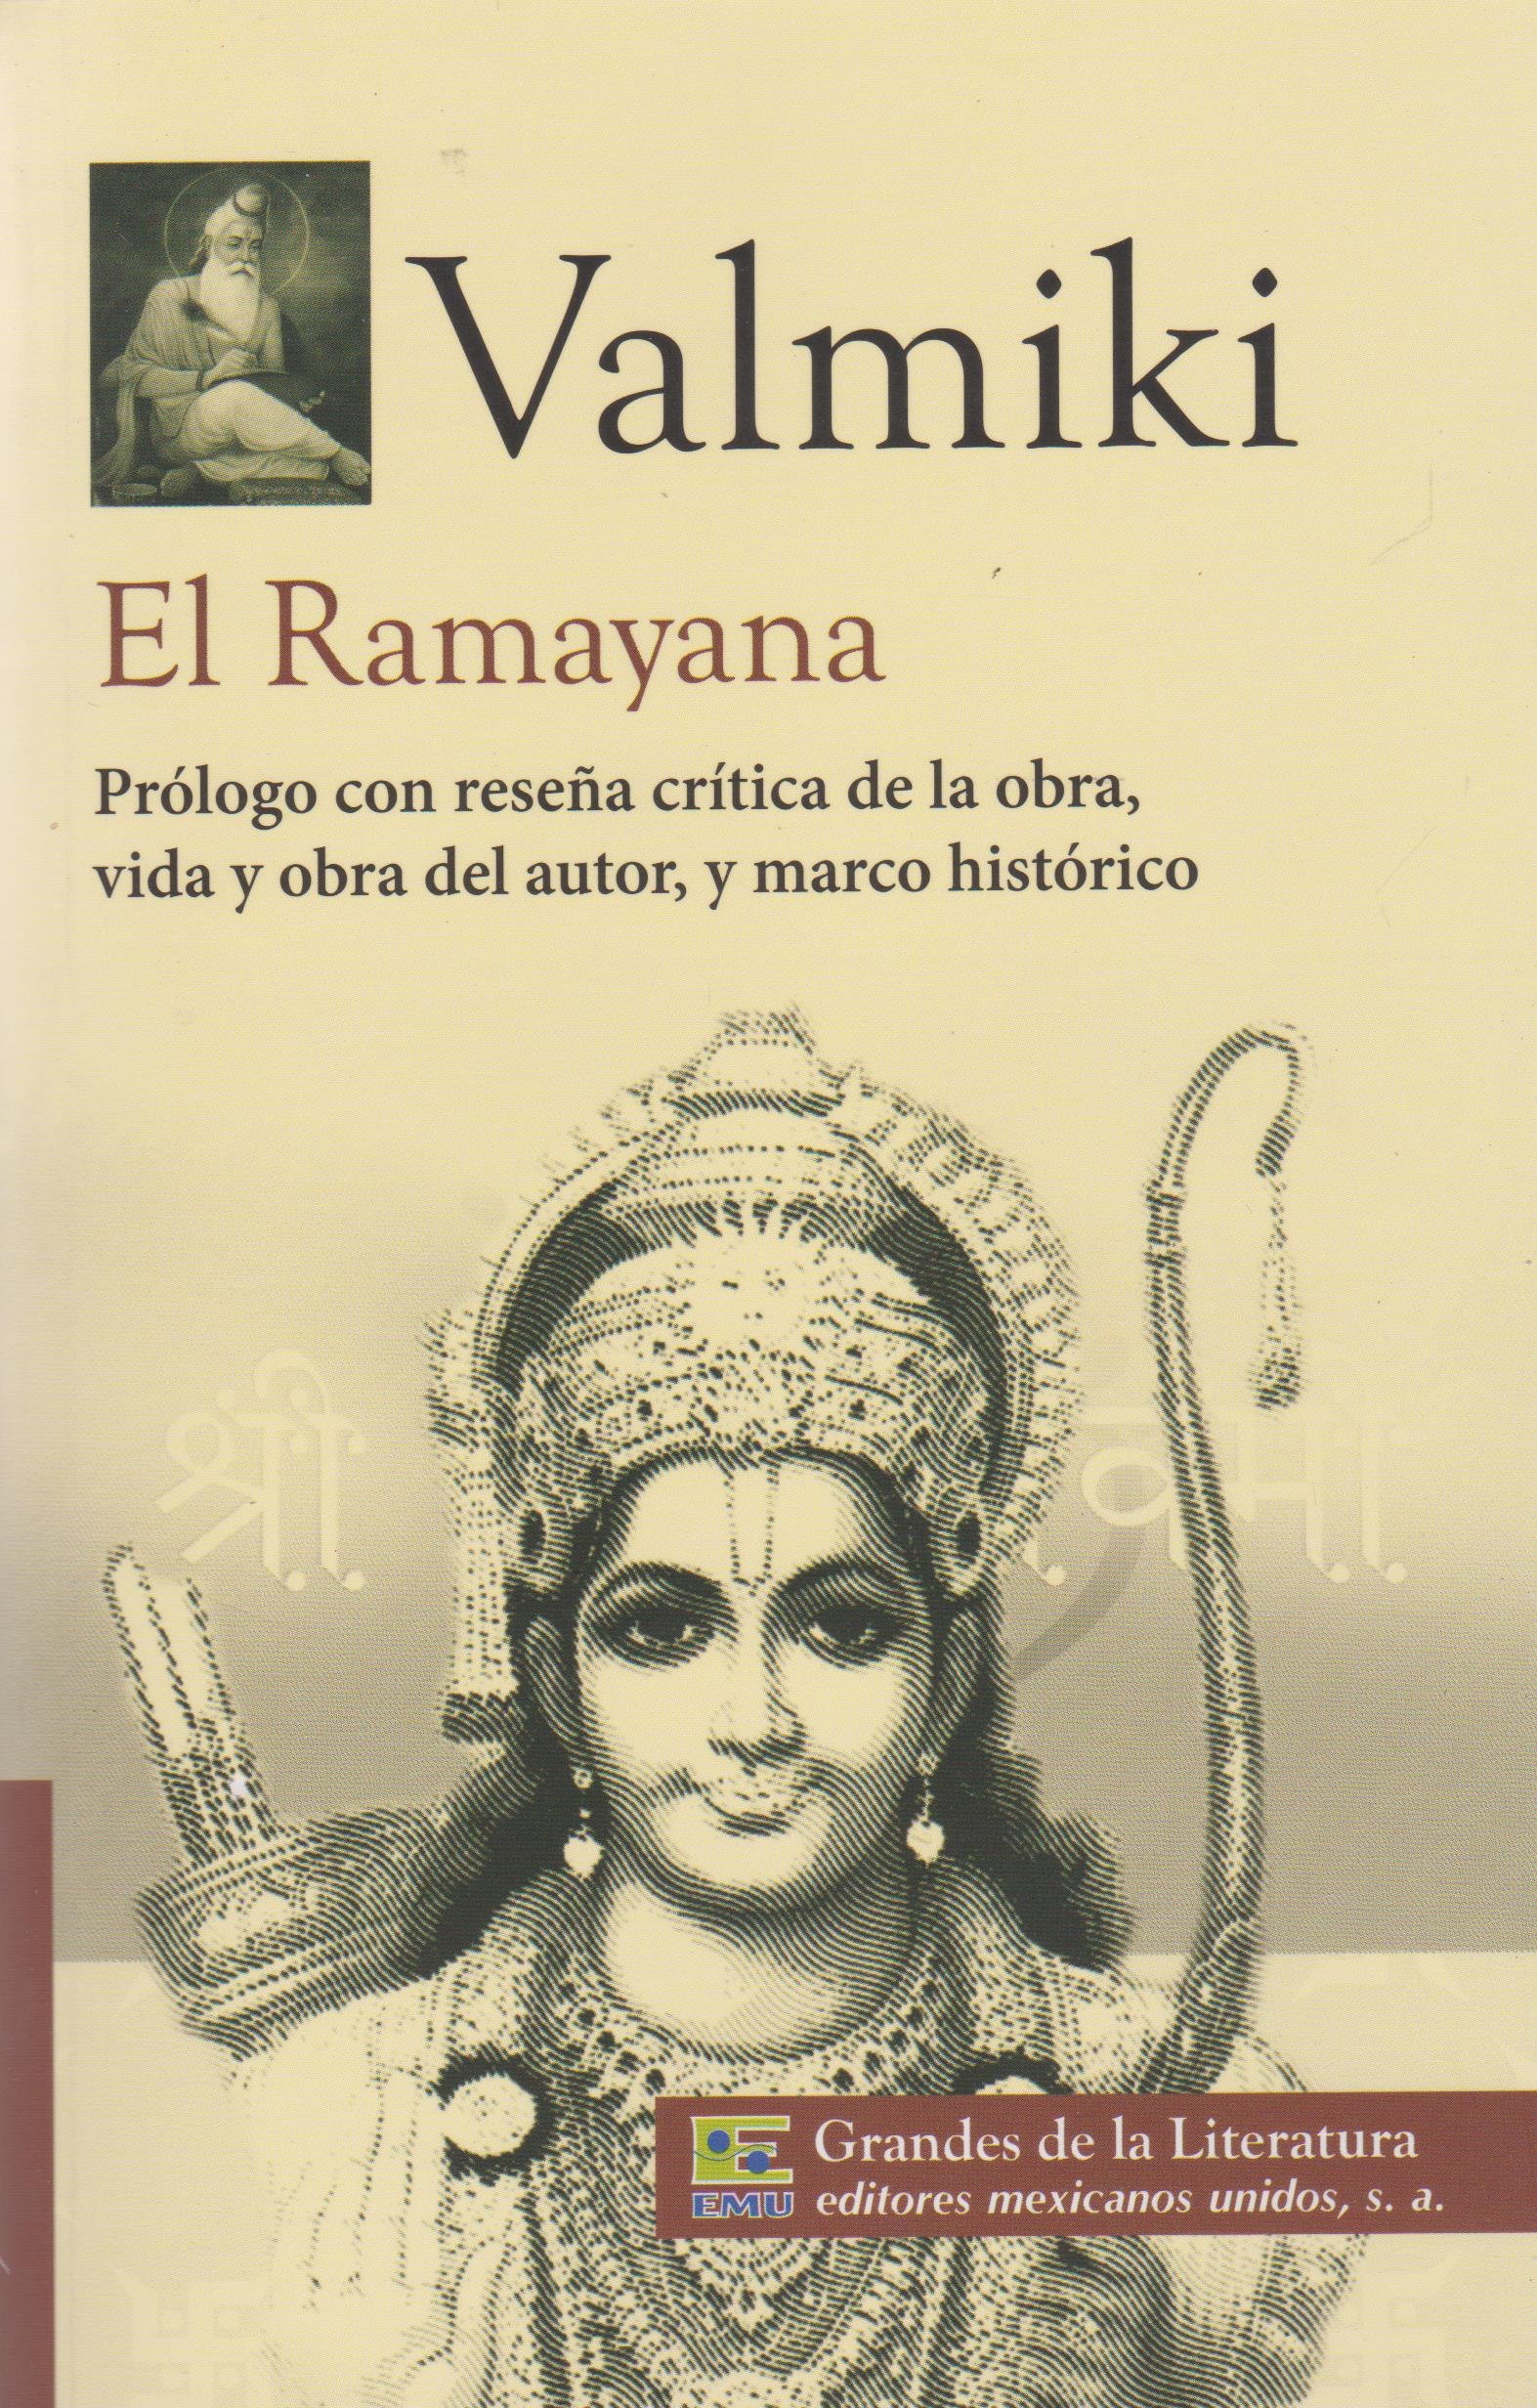 Valmiki
El Ramayana
Prólogo con reseña crítica de la obra,
vida y obra del autor, y marco histórico
श्री
Grandes de la Literatura
EMU
editores mexicanos unidos, s. a.